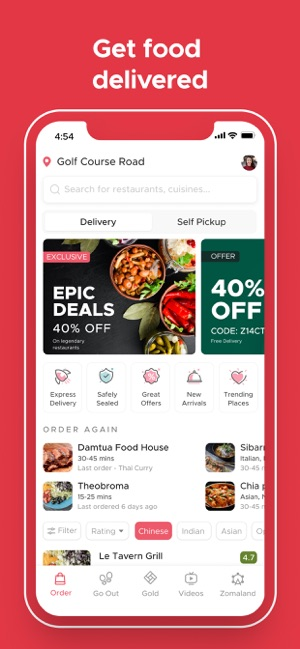 Get food
delivered
4:54
Golf Course Road
Search for restaurants, cuisines...
Delivery
Self Pickup
EXCLUSIVE
EPIC
DEALS
40% OFF
On legendary
restaurants
OFFER
40%
OFF
CODE: Z14CT
Free Delivery
Express
Delivery
Safely
Sealed
Great
Offers
New
Arrivals
Trending
Places
ORDER AGAIN
Damtua Food House
30-45 mins
Last order - Thai Curry
Sibar
30-45 m
Italian, r
Theobroma
15-25 mins
Last ordered 6 days ago
Chia p
Asian, N
30-45 m
Filter
Rating
Chinese
Indian
Asian
Le Tavern Grill
4.7
Order
Go Out
Gold
Videos
Zomaland